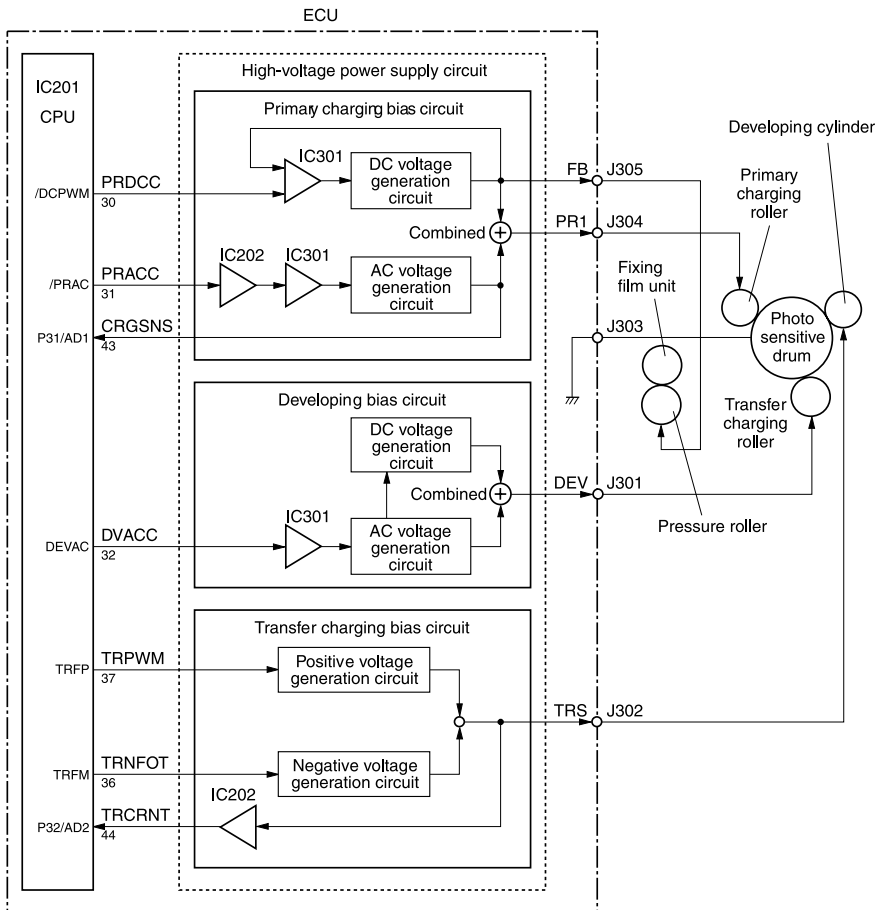 ECU
IC201
CPU
High-voltage power supply circuit
Primary charging bias circuit
IC301
DC voltage
generation
circuit
/DCPWM
PRDCC
30
FB
J305
Combined
PR1
J304
IC202
IC301
AC voltage
generation
circuit
/PRAC
PRACC
31
P31/AD1
CRGSNS
43
J303
Developing cylinder
Primary
charging
roller
Fixing
film unit
Photo
sensitive
drum
Transfer
charging
roller
Pressure roller
Developing bias circuit
DC voltage
generation
circuit
Combined
DEV
J301
IC301
AC voltage
generation
circuit
DEVAC
DVACC
32
Transfer charging bias circuit
TRFP
TRPWM
37
Positive voltage
generation circuit
TRS
J302
TRFM
TRNFOT
36
Negative voltage
generation circuit
IC202
P32/AD2
TRCRNT
44